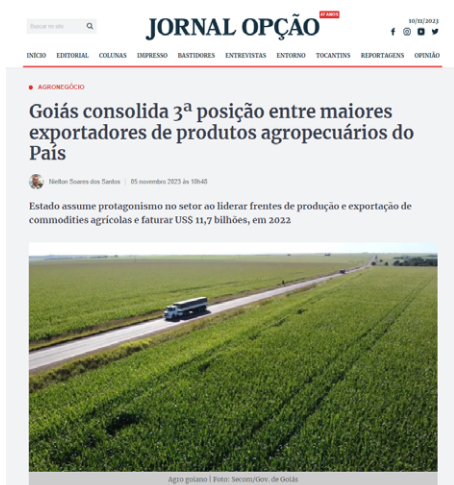 Buscar no site
JORNAL OPÇÃO
47 ANOS
10/11/2023
INÍCIO EDITORIAL COLUNAS IMPRESSO BASTIDORES ENTREVISTAS ENTORNO TOCANTINS REPORTAGENS OPINIÃO
AGRONEGÓCIO
Goiás consolida 3ª posição entre maiores
exportadores de produtos agropecuários do
País
Nielton Soares dos Santos 05 novembro 2023 às 10h48
Estado assume protagonismo no setor ao liderar frentes de produção e exportação de
commodities agrícolas e faturar US$ 11,7 bilhões, em 2022
Agro goiano | Foto: Secom/Gov. de Goiás